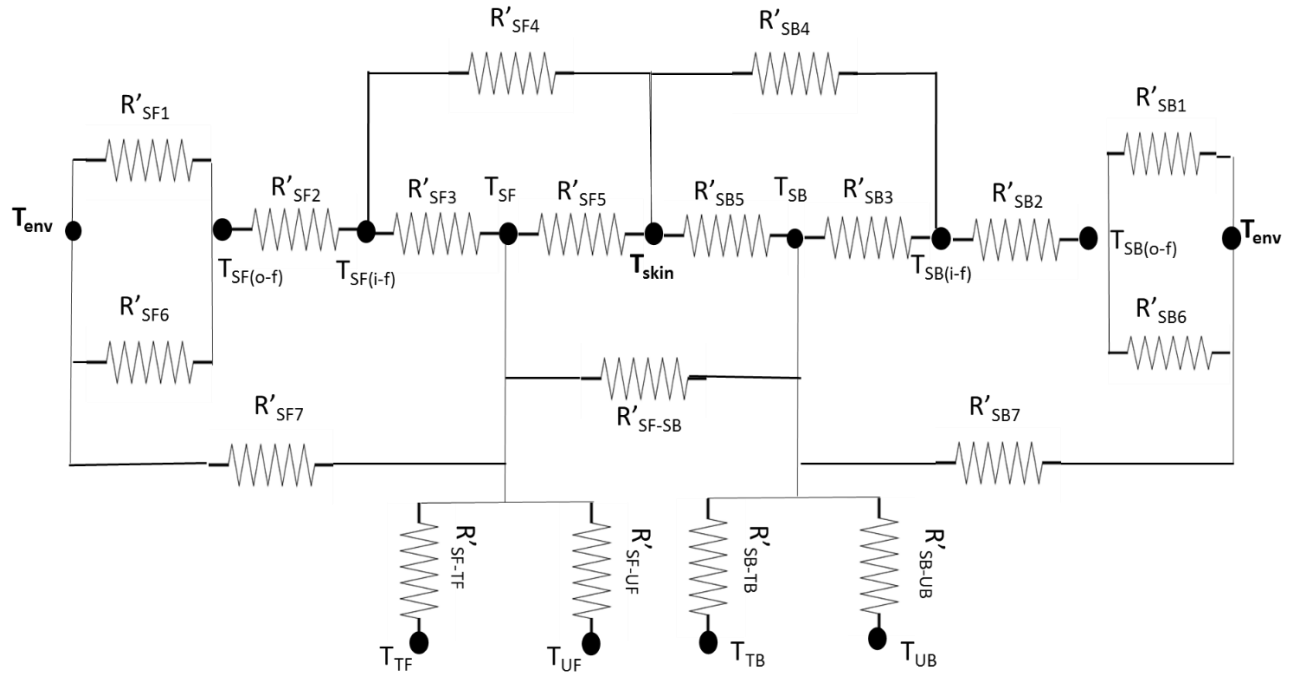 R'SF4
R'SB4
R'SF1
R'SB1
R'SF2
R'SF3
TSF
R'SF5
R'SB5
TSB
R'SB3
R'SB2
Tenv
TSF(o-f)
TSF(i-f)
Tskin
TSB(i-f)
TSB(o-f)
Tenv
R'SF6
R'SB6
R'SF-SB
R'SF7
R'SB7
R'SF-TF
R'SF-UF
R'SB-TB
R'SB-UB
TTF
TUF
TTB
TUB